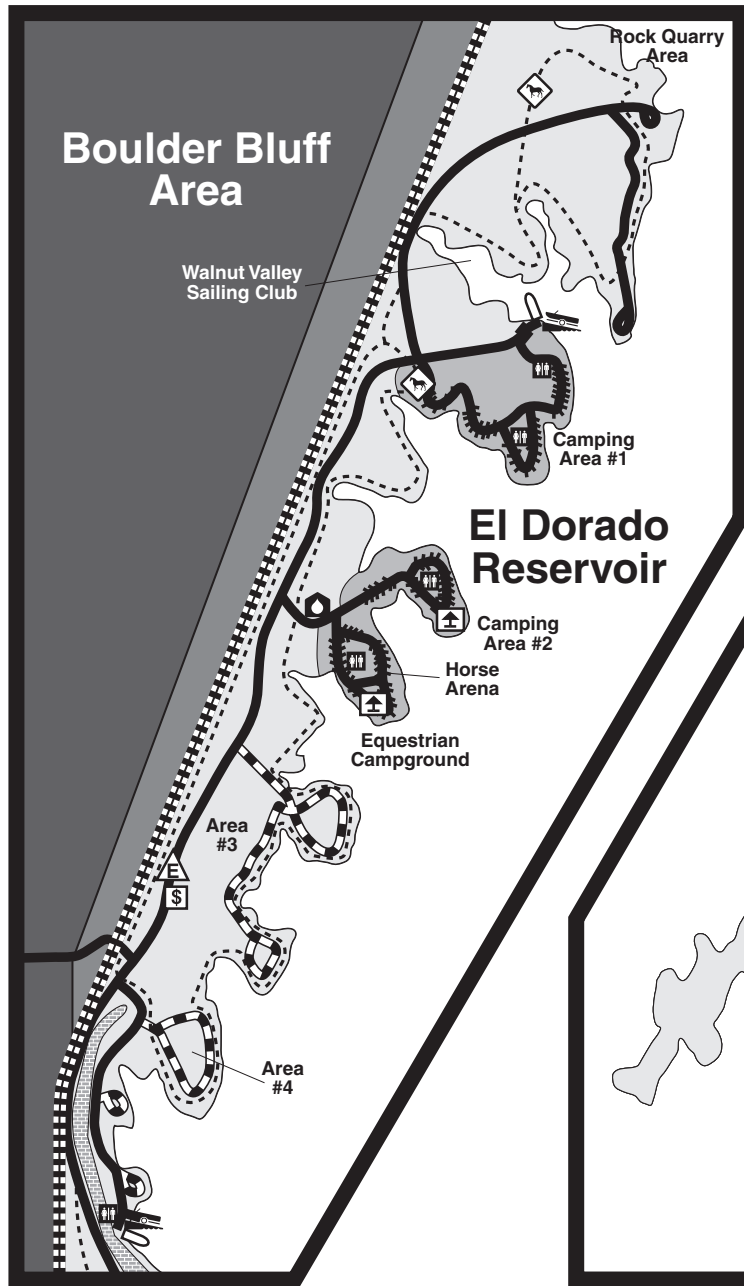 Rock Quarry
Area
Boulder Bluff
Area
Walnut Valley
Sailing Club
Camping
Area #1
El Dorado
Reservoir
Camping
Area #2
Horse
Arena
Equestrian
Campground
Area
#3
E
$
Area
#4